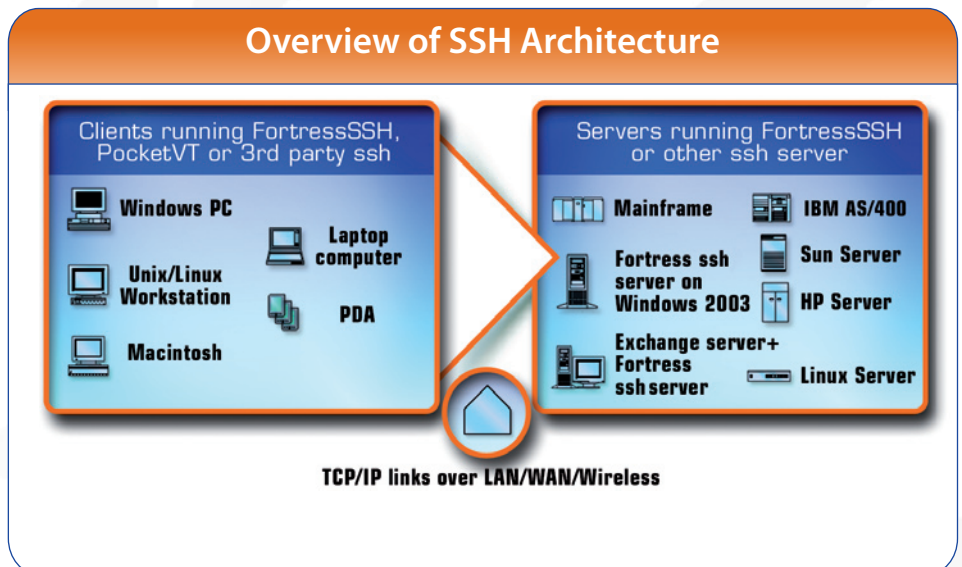 Overview of SSH Architecture
Clients running FortressSSH,
PocketVT or 3rd party ssh
Windows PC
Unix/Linux
Workstation
Macintosh
Laptop
computer
PDA
Servers running FortressSSH
or other ssh server
Mainframe
Fortress ssh
server on
Windows 2003
Exchange server+
Fortress
ssh server
IBM AS/400
Sun Server
HP Server
Linux Server
TCP/IP links over LAN/WAN/Wireless